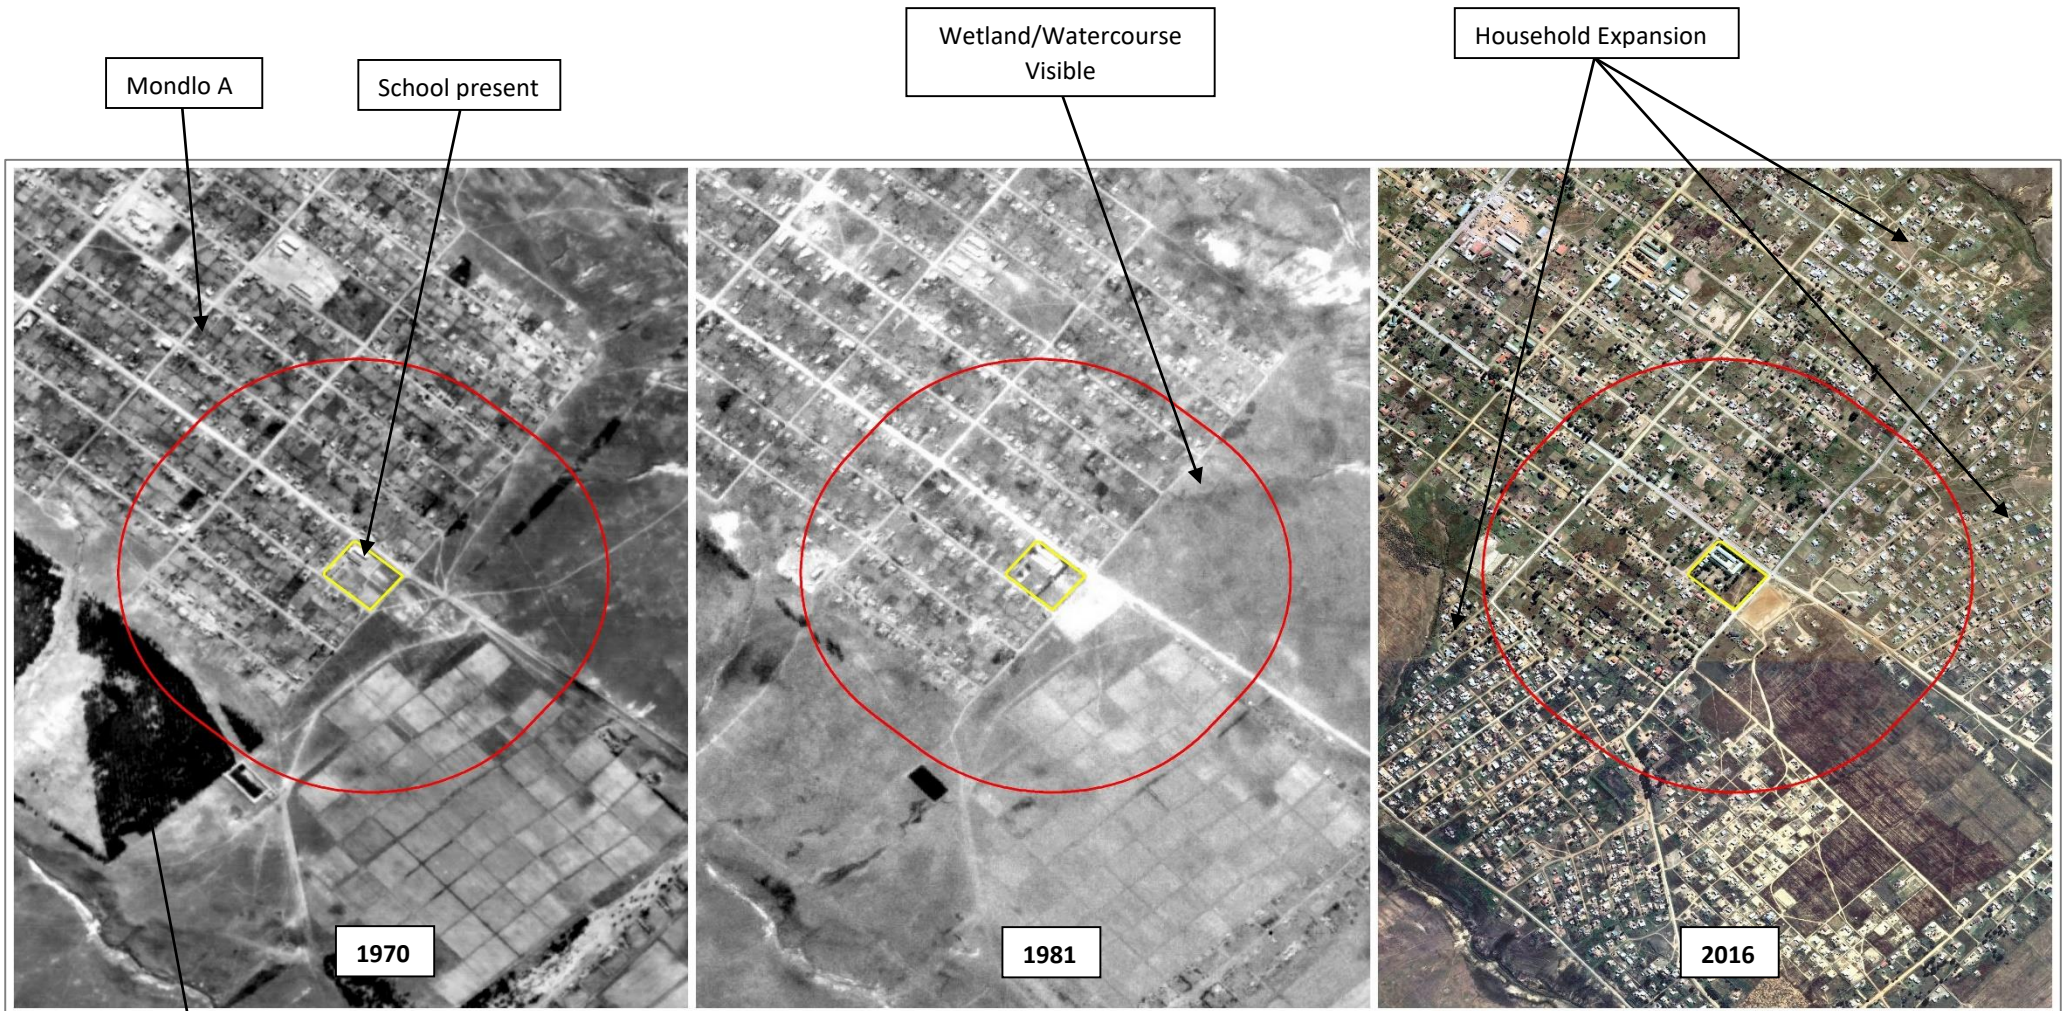 Mondlo A
School present
Wetland/Watercourse
Visible
Household Expansion
1970
1981
2016